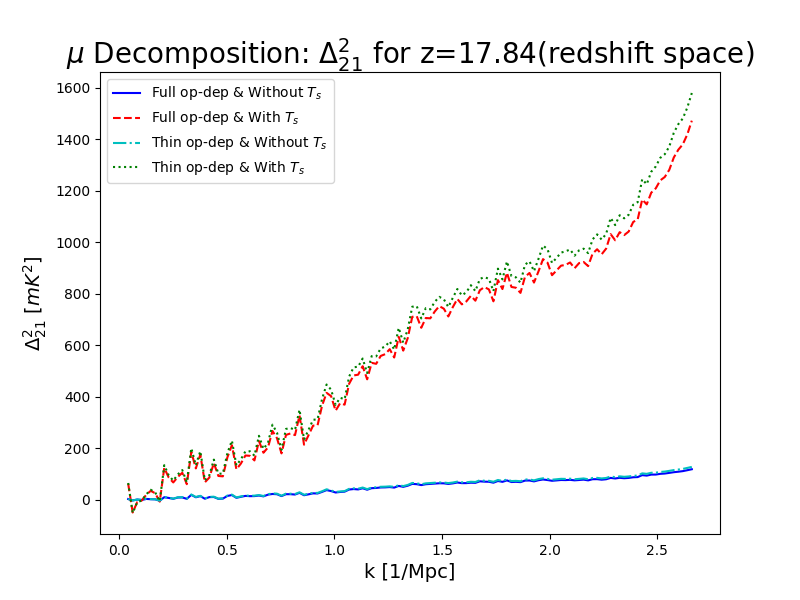 μ Decomposition: Δ²₂₁ for z=17.84(redshift space)
Full op-dep & Without Tₛ
Full op-dep & With Tₛ
Thin op-dep & Without Tₛ
Thin op-dep & With Tₛ
Δ²₂₁ [mK²]
1600
1400
1200
1000
800
600
400
200
0
0.0 0.5 1.0 1.5 2.0 2.5
k [1/Mpc]